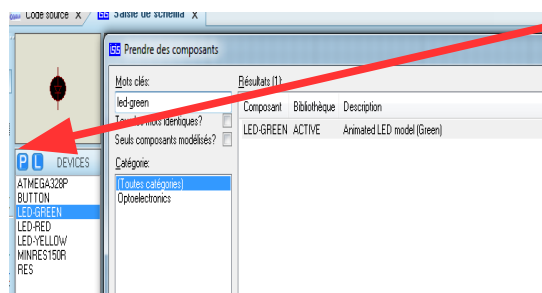 Code source X ISIS Saisie de schéma X
ISIS Prendre des composants
Mots clés:
led-green
Tous les mots identiques?
Seuls composants modélisés?
Catégorie:
(Toutes catégories)
Optoelectronics
Résultats (1):
Composant Bibliothèque Description
LED-GREEN ACTIVE Animated LED model (Green)
P L DEVICES
ATMEGA328P
BUTTON
LED-GREEN
LED-RED
LED-YELLOW
MINRES150R
RES